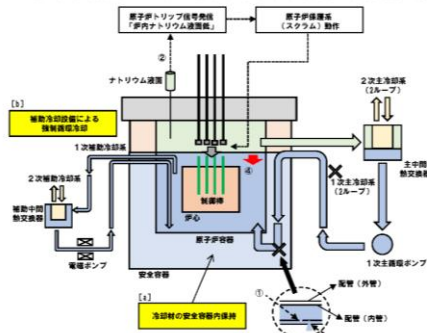 原子炉トリップ信号発信
「炉内ナトリウム液面低」
原子炉保護系
（スクラム）動作
②
ナトリウム液面
[b]
補助冷却設備による
強制循環冷却
1次補助冷却系
2次補助冷却系
補助中間
熱交換器
電磁ポンプ
制御棒
炉心
原子炉容器
安全容器
④
2次主冷却系
（2ループ）
主中間
熱交換器
1次主冷却系
（2ループ）
1次主循環ポンプ
[a]
冷却材の安全容器内保持
①
配管（外管）
配管（内管）